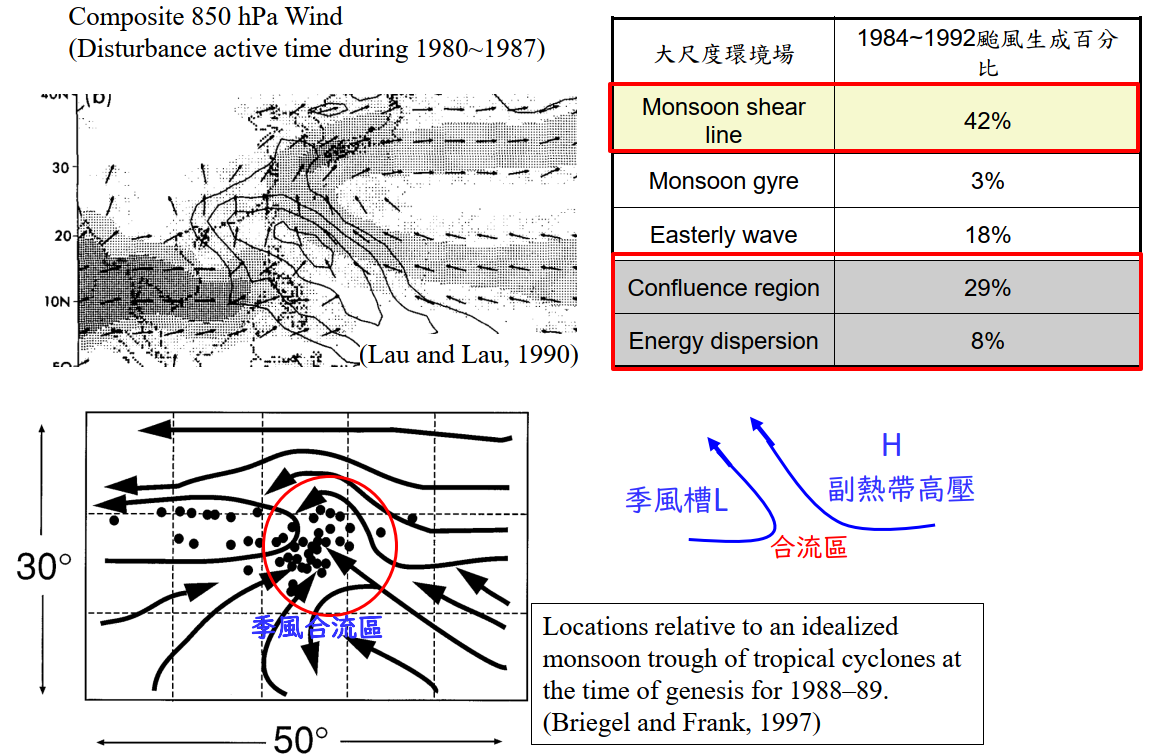 Composite 850 hPa Wind
(Disturbance active time during 1980~1987)
40N
(b)
30
20
10N
EQ
(Lau and Lau, 1990)
大尺度環境場
1984~1992颱風生成百分
比
Monsoon shear
line
42%
Monsoon gyre
3%
Easterly wave
18%
Confluence region
29%
Energy dispersion
8%
30°
50°
季風合流區
H
季風槽L
副熱帶高壓
合流區
Locations relative to an idealized
monsoon trough of tropical cyclones at
the time of genesis for 1988–89.
(Briegel and Frank, 1997)